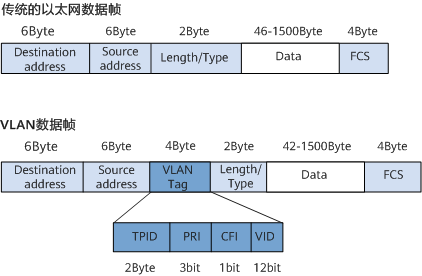 传统的以太网数据帧
6Byte 6Byte 2Byte 46-1500Byte 4Byte
Destination address Source address Length/Type Data FCS
VLAN数据帧
6Byte 6Byte 4Byte 2Byte 42-1500Byte 4Byte
Destination address Source address VLAN Tag Length/Type Data FCS
TPID PRI CFI VID
2Byte 3bit 1bit 12bit